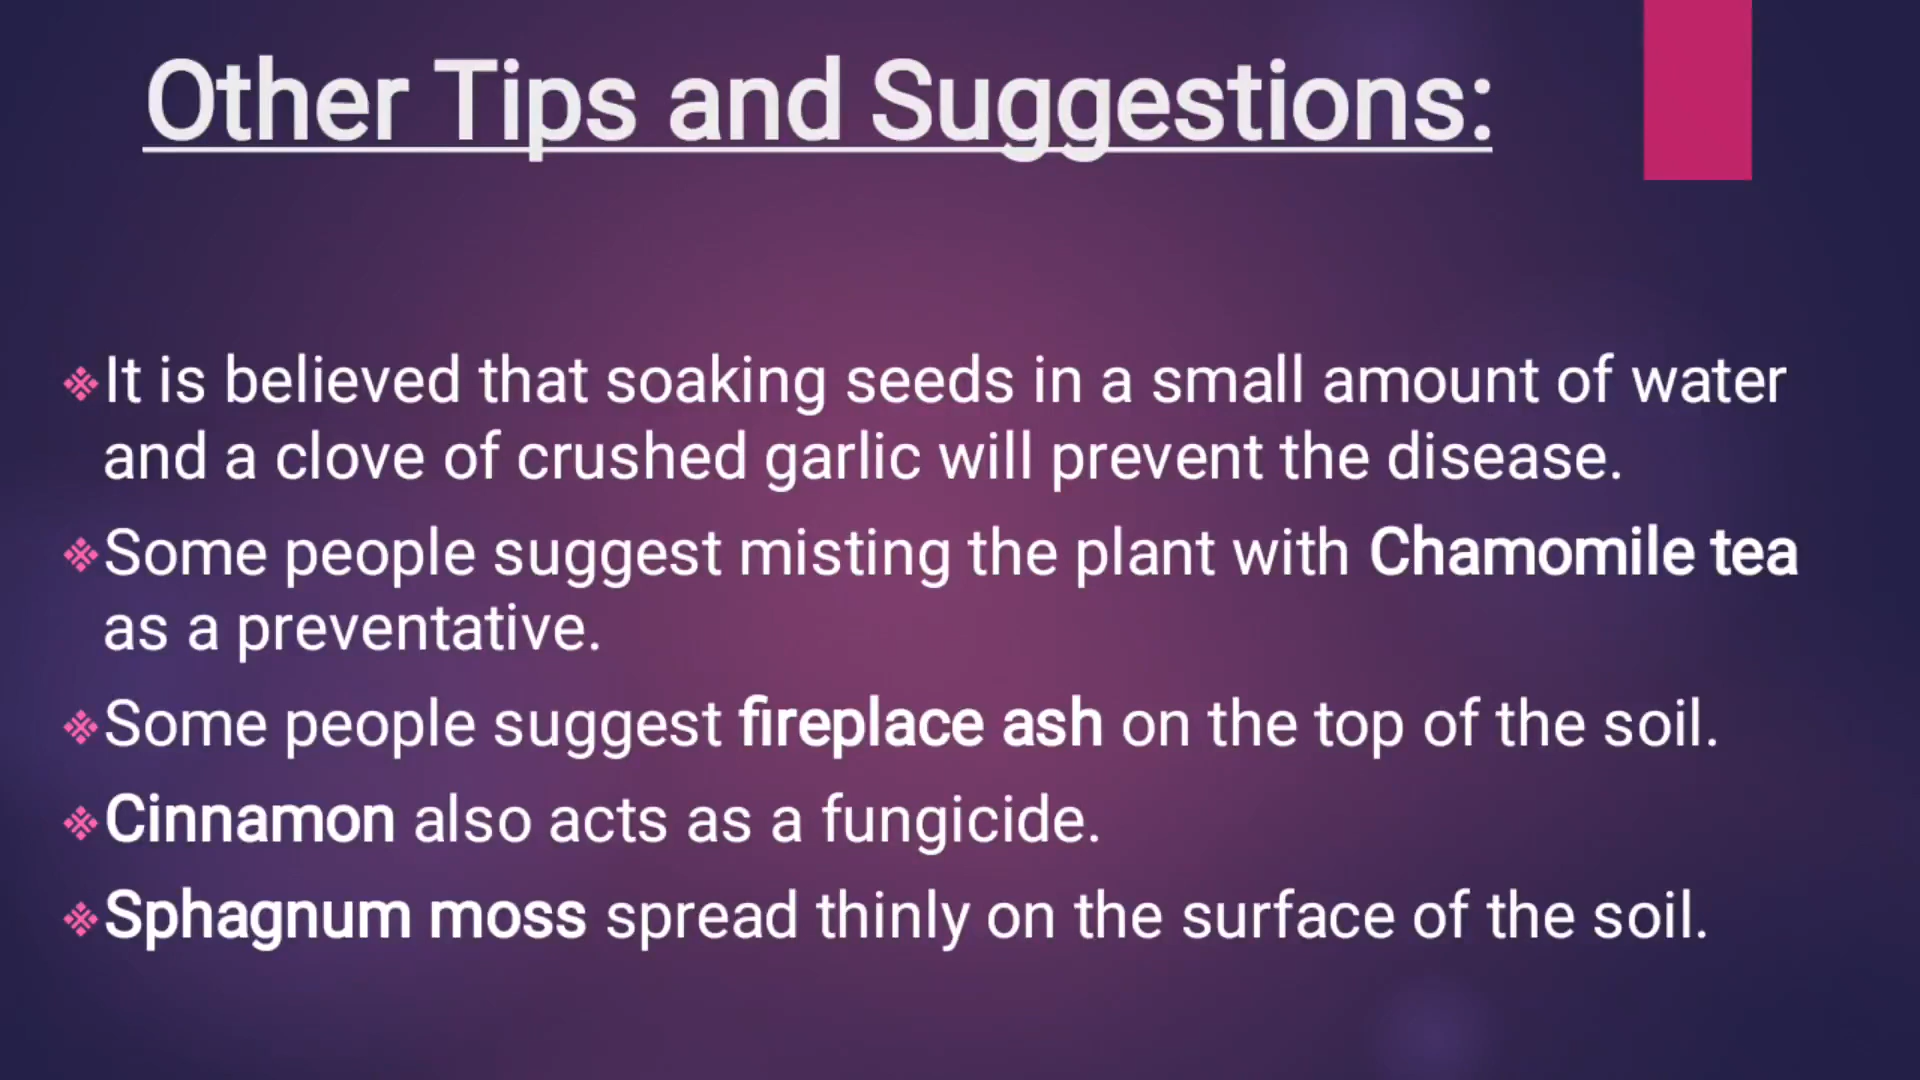 Other Tips and Suggestions:
❖It is believed that soaking seeds in a small amount of water
and a clove of crushed garlic will prevent the disease.
❖Some people suggest misting the plant with Chamomile tea
as a preventative.
❖Some people suggest fireplace ash on the top of the soil.
❖Cinnamon also acts as a fungicide.
❖Sphagnum moss spread thinly on the surface of the soil.